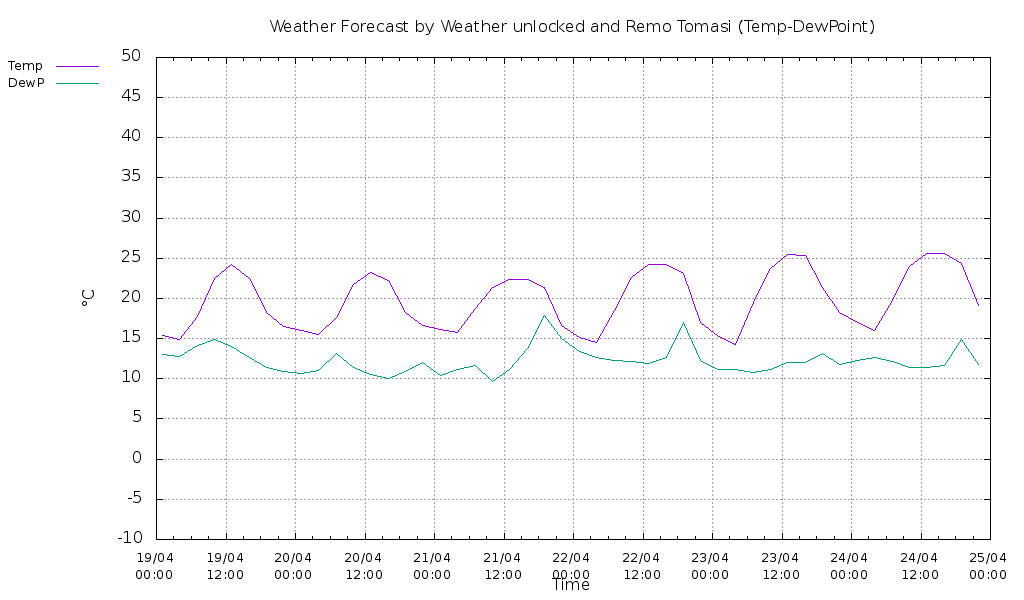 Weather Forecast by Weather unlocked and Remo Tomasi (Temp-DewPoint)
Temp
DewP
50
45
40
35
30
25
20
15
10
5
0
-5
-10
°C
19/04 19/04 20/04 20/04 21/04 21/04 22/04 22/04 23/04 23/04 24/04 24/04 25/04
00:00 12:00 00:00 12:00 00:00 12:00 00:00 12:00 00:00 12:00 00:00 12:00 00:00
Time